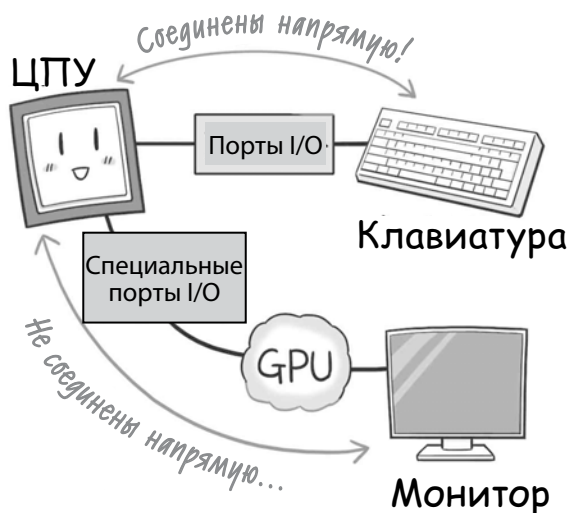 Соединены напрямую!
ЦПУ
Порты I/O
Клавиатура
Специальные
порты I/O
GPU
Не соединены напрямую...
Монитор